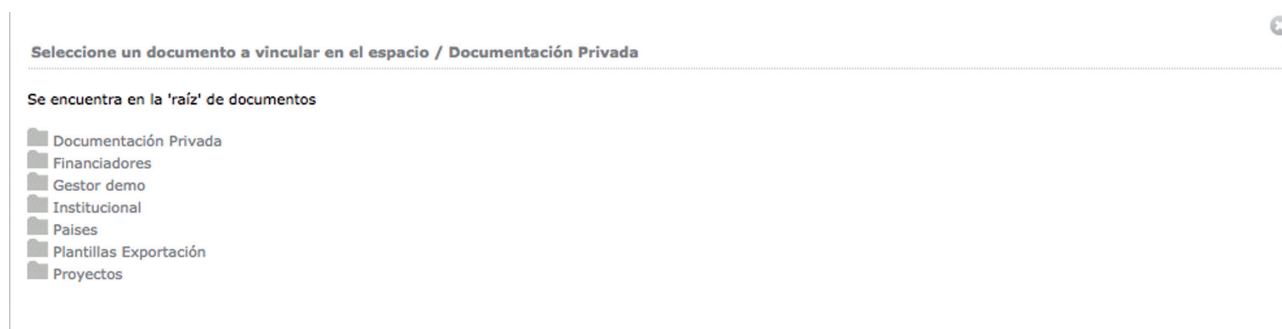 Seleccione un documento a vincular en el espacio / Documentación Privada
Se encuentra en la 'raíz' de documentos
Documentación Privada
Financiadores
Gestor demo
Institucional
Paises
Plantillas Exportación
Proyectos